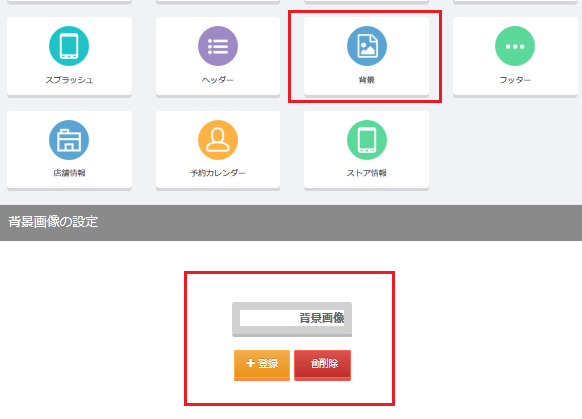 スプラッシュ ヘッダー 背景 フッター
店舗情報 予約カレンダー ストア情報
背景画像の設定
背景画像
登録 削除